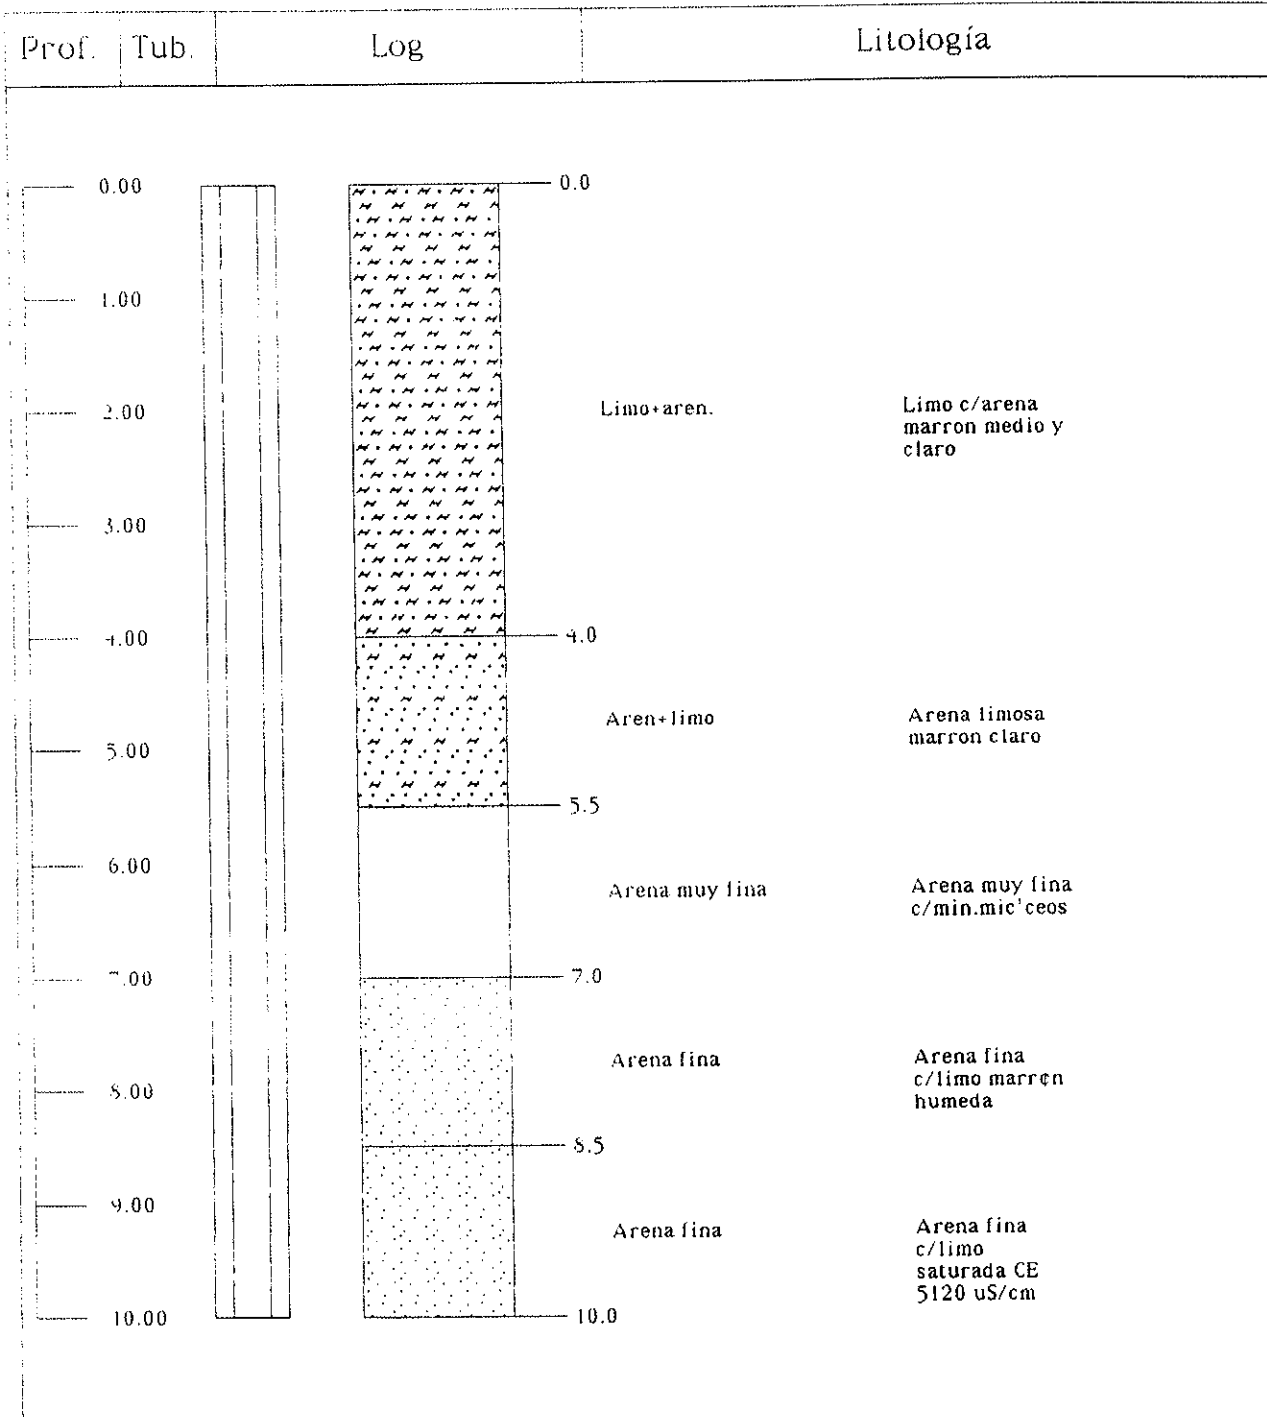 Prof. Tub. Log Litología
0.00 0.0
1.00
2.00 Limo+aren. Limo c/arena
marron medio y
claro
3.00
4.00 4.0
Aren+limo Arena limosa
marron claro
5.00
5.5
6.00
Arena muy fina Arena muy fina
c/min.mic'ceos
7.00 7.0
Arena fina Arena fina
c/limo marr¢n
humeda
8.00
8.5
9.00
Arena fina Arena fina
c/limo
saturada CE
5120 uS/cm
10.00 10.0